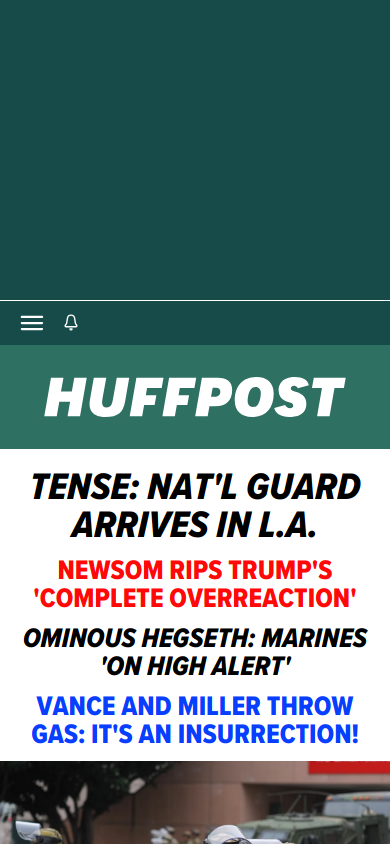 HUFFPOST
TENSE: NAT'L GUARD
ARRIVES IN L.A.
NEWSOM RIPS TRUMP'S
'COMPLETE OVERREACTION'
OMINOUS HEGSETH: MARINES
'ON HIGH ALERT'
VANCE AND MILLER THROW
GAS: IT'S AN INSURRECTION!